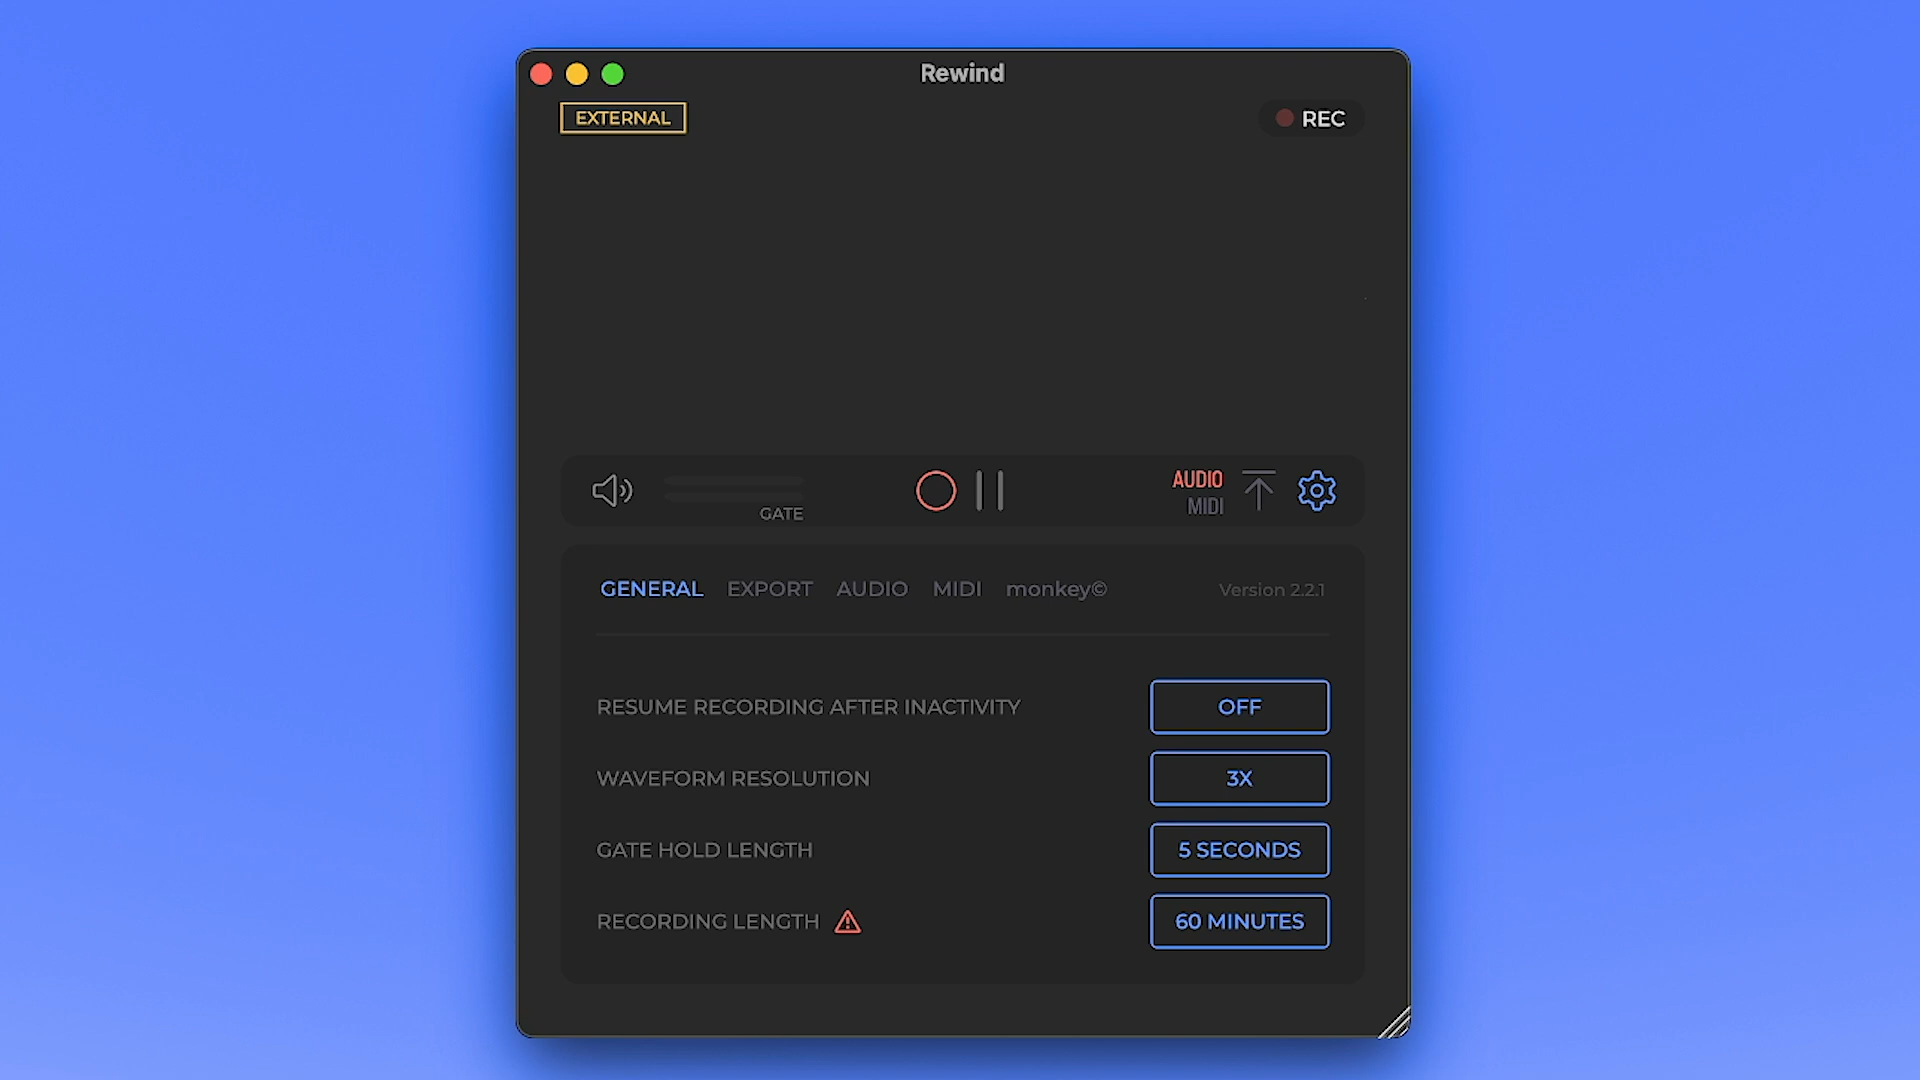 Rewind
EXTERNAL
REC
GATE
AUDIO
MIDI
GENERAL EXPORT AUDIO MIDI monkey© Version 2.2.1
RESUME RECORDING AFTER INACTIVITY OFF
WAVEFORM RESOLUTION 3X
GATE HOLD LENGTH 5 SECONDS
RECORDING LENGTH 60 MINUTES